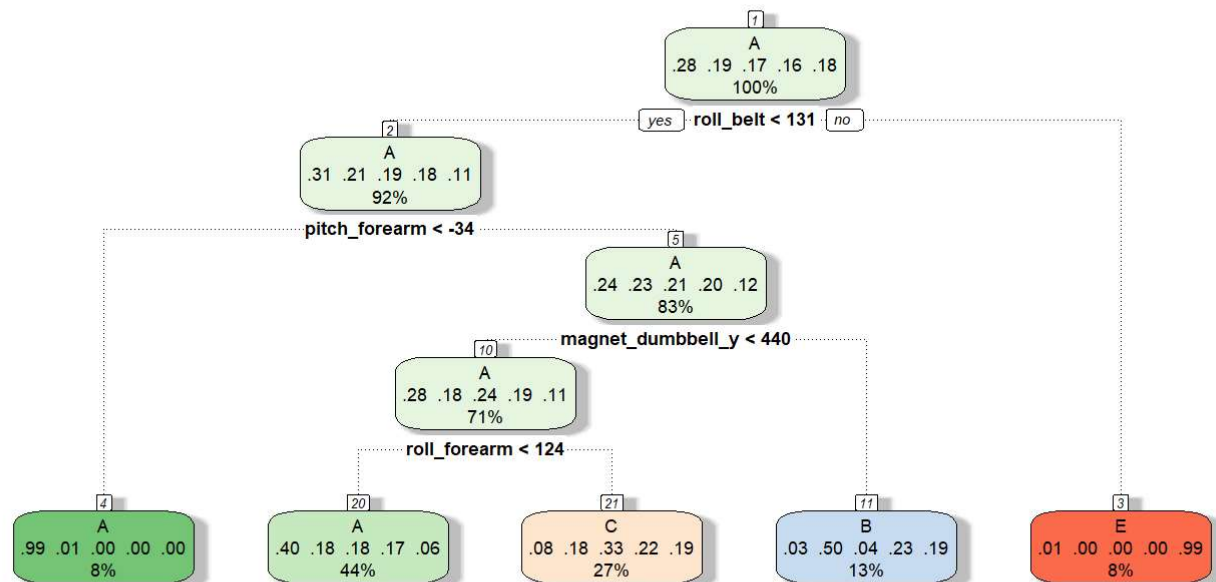 1
A
.28 .19 .17 .16 .18
100%
yes roll_belt < 131 no
2
A
.31 .21 .19 .18 .11
92%
pitch_forearm < -34
5
A
.24 .23 .21 .20 .12
83%
magnet_dumbbell_y < 440
10
A
.28 .18 .24 .19 .11
71%
roll_forearm < 124
4
A
.99 .01 .00 .00 .00
8%
20
A
.40 .18 .18 .17 .06
44%
21
C
.08 .18 .33 .22 .19
27%
11
B
.03 .50 .04 .23 .19
13%
3
E
.01 .00 .00 .00 .99
8%